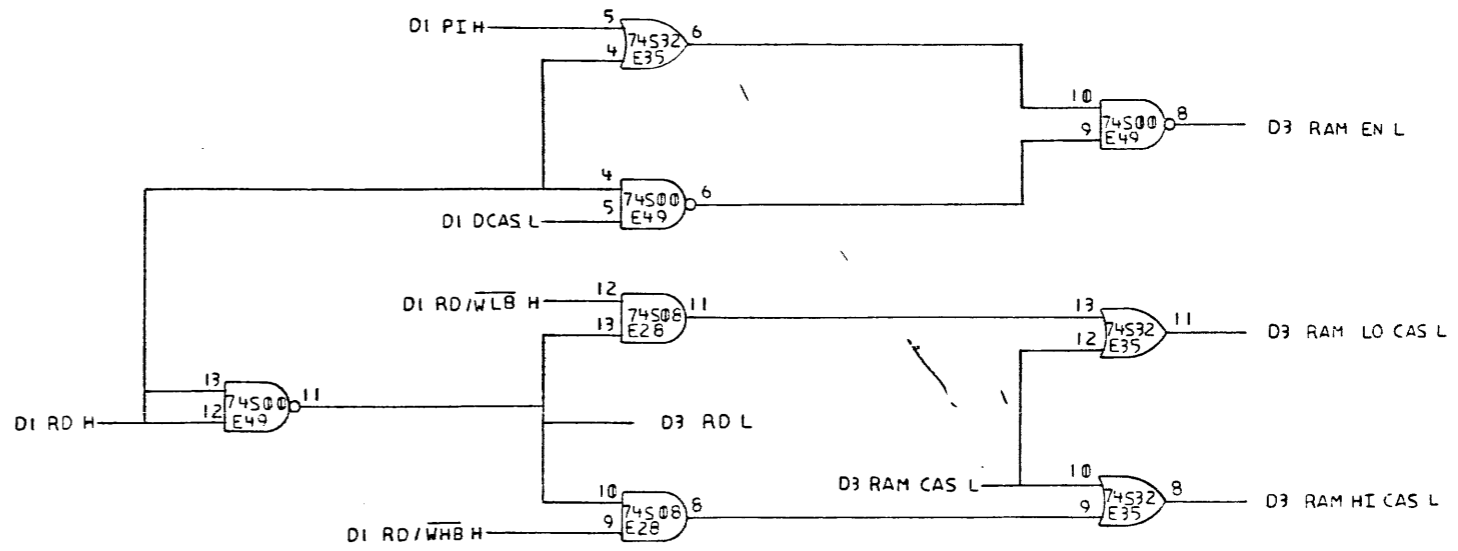 D1 PI H
5
4
74S32
E35
6
4
5
74S00
E49
6
D1 DCAS L
10
9
74S00
E49
8
D3 RAM EN L
D1 RD/W̅L̅B̅ H
12
13
74S08
E28
11
13
12
74S32
E35
11
D3 RAM LO CAS L
D1 RD H
13
12
74S00
E49
11
D3 RD L
D3 RAM CAS L
10
9
74S08
E28
8
D1 RD/W̅H̅B̅ H
10
9
74S32
E35
8
D3 RAM HI CAS L